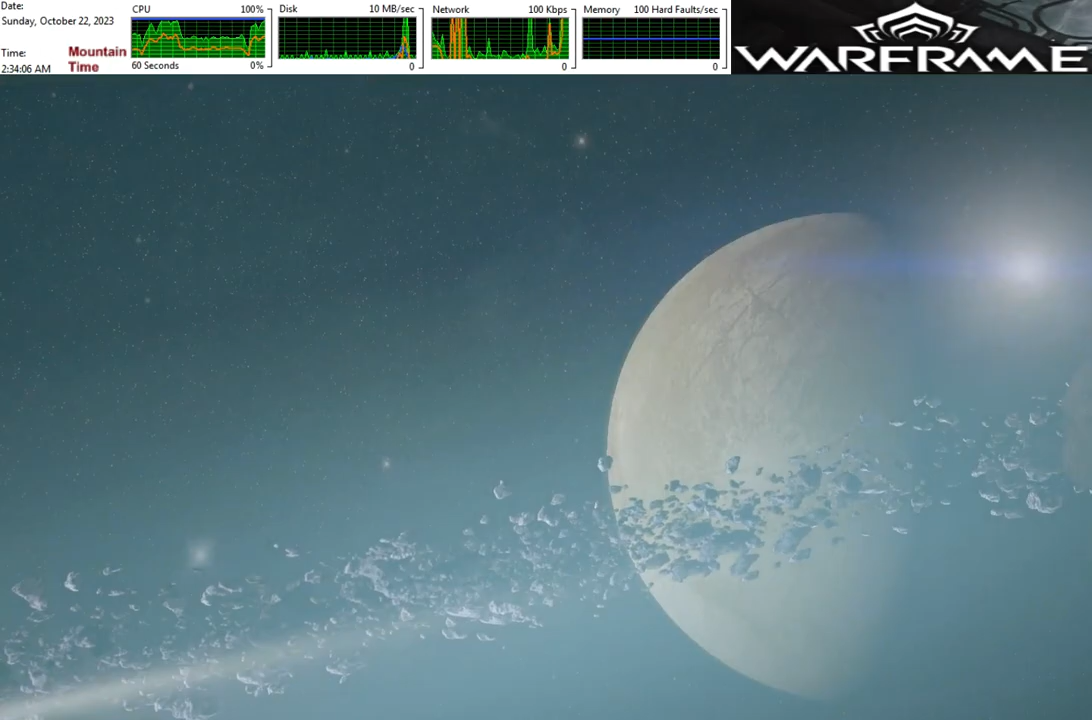 Date:
Sunday, October 22, 2023
Time:
2:34:06 AM
Mountain
Time
CPU 100%
60 Seconds 0%
Disk 10 MB/sec
0
Network 100 Kbps
0
Memory 100 Hard Faults/sec
0
WARFRAME